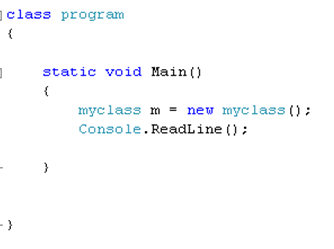 class program
{
static void Main()
{
myclass m = new myclass();
Console.ReadLine();
}
}